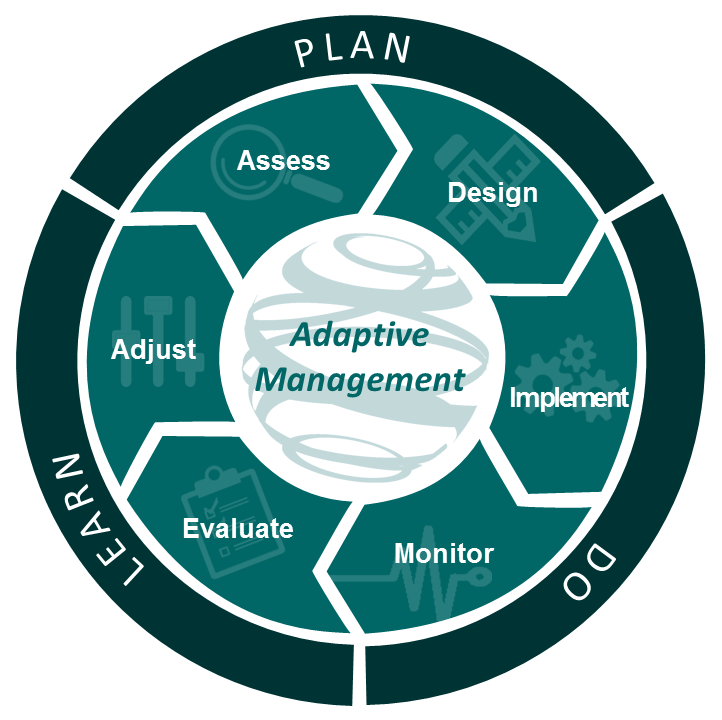 PLAN
Assess
Design
Adjust
Adaptive
Management
Implement
Evaluate
Monitor
LEARN
DO